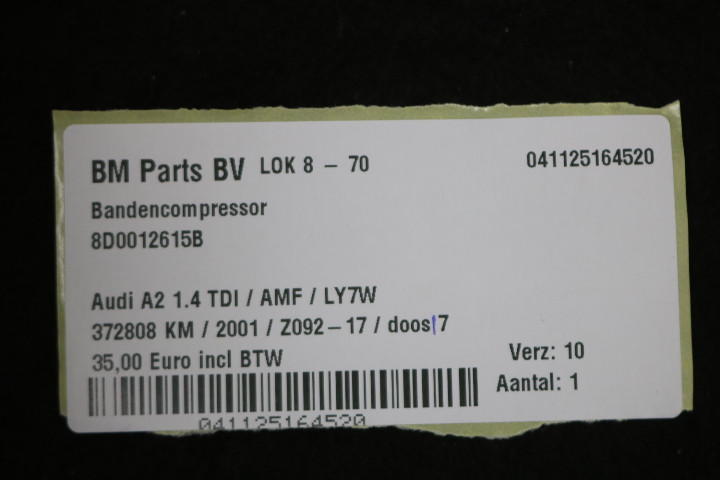 BM Parts BV LOK 8 - 70 041125164520
Bandencompressor
8D0012615B
Audi A2 1.4 TDI / AMF / LY7W
372808 KM / 2001 / Z092-17 / doos17
35,00 Euro incl BTW
Verz: 10
Aantal: 1
041125164520